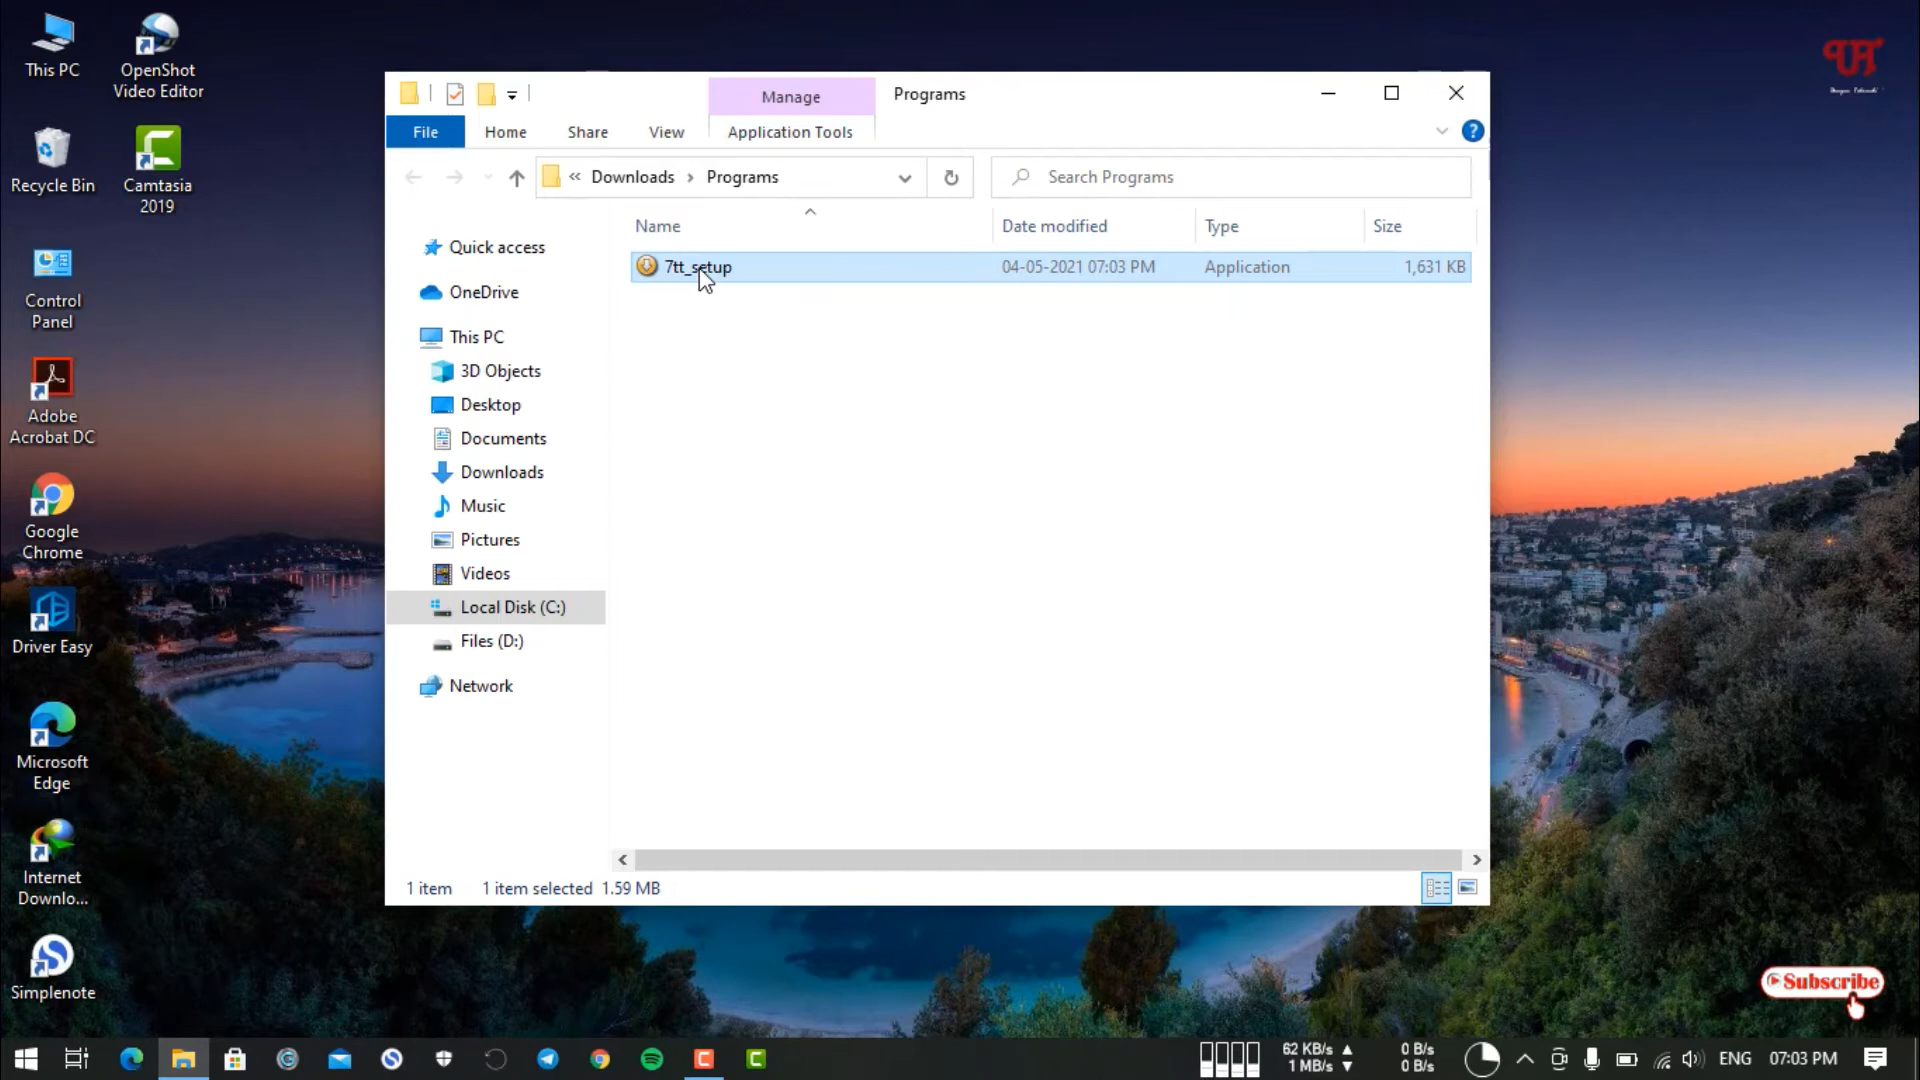 This PC
OpenShot
Video Editor
Recycle Bin
Camtasia
2019
Control
Panel
Adobe
Acrobat DC
Google
Chrome
Driver Easy
Microsoft
Edge
Internet
Downlo...
Simplenote
Manage
Programs
File
Home
Share
View
Application Tools
« Downloads › Programs
Search Programs
Name
Date modified
Type
Size
7tt_setup
04-05-2021 07:03 PM
Application
1,631 KB
Quick access
OneDrive
This PC
3D Objects
Desktop
Documents
Downloads
Music
Pictures
Videos
Local Disk (C:)
Files (D:)
Network
1 item
1 item selected 1.59 MB
Subscribe
62 KB/s
1 MB/s
0 B/s
0 B/s
ENG
07:03 PM